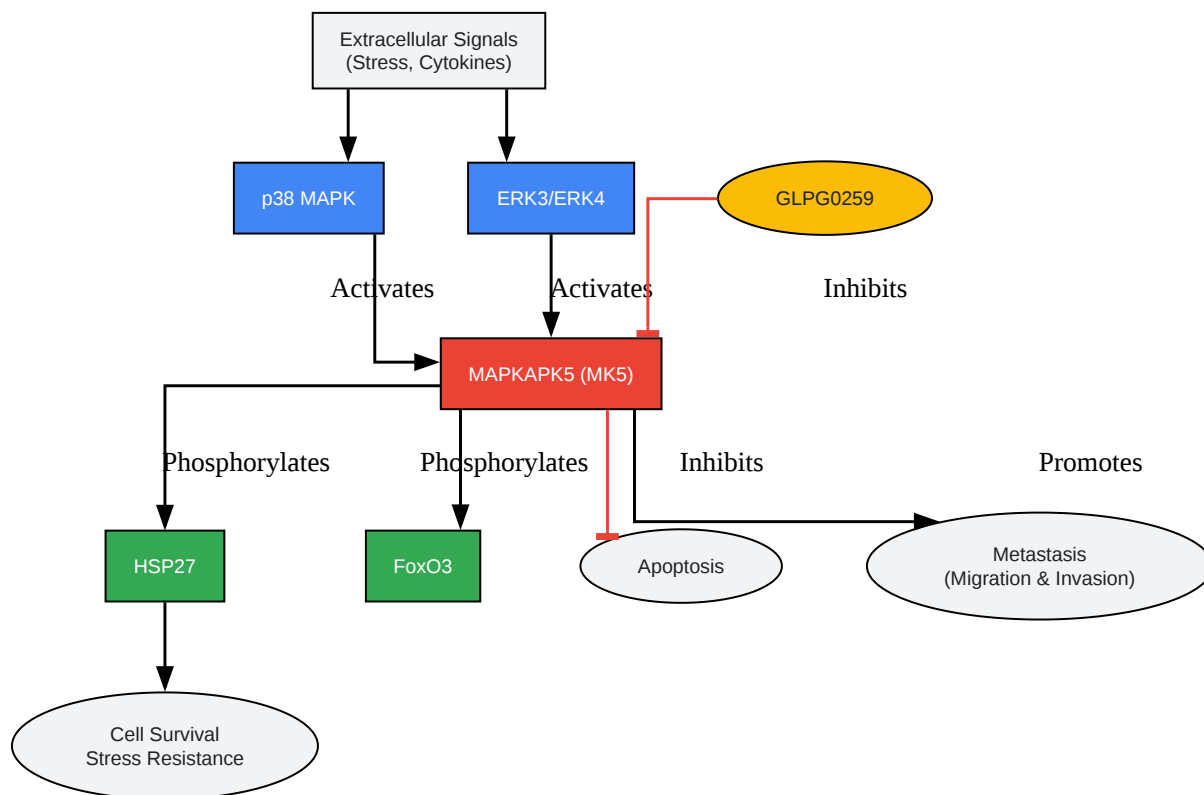 Extracellular Signals
(Stress, Cytokines)
p38 MAPK
ERK3/ERK4
GLPG0259
Activates
Activates
Inhibits
MAPKAPK5 (MK5)
Phosphorylates
Phosphorylates
Inhibits
Promotes
HSP27
FoxO3
Apoptosis
Metastasis
(Migration & Invasion)
Cell Survival
Stress Resistance